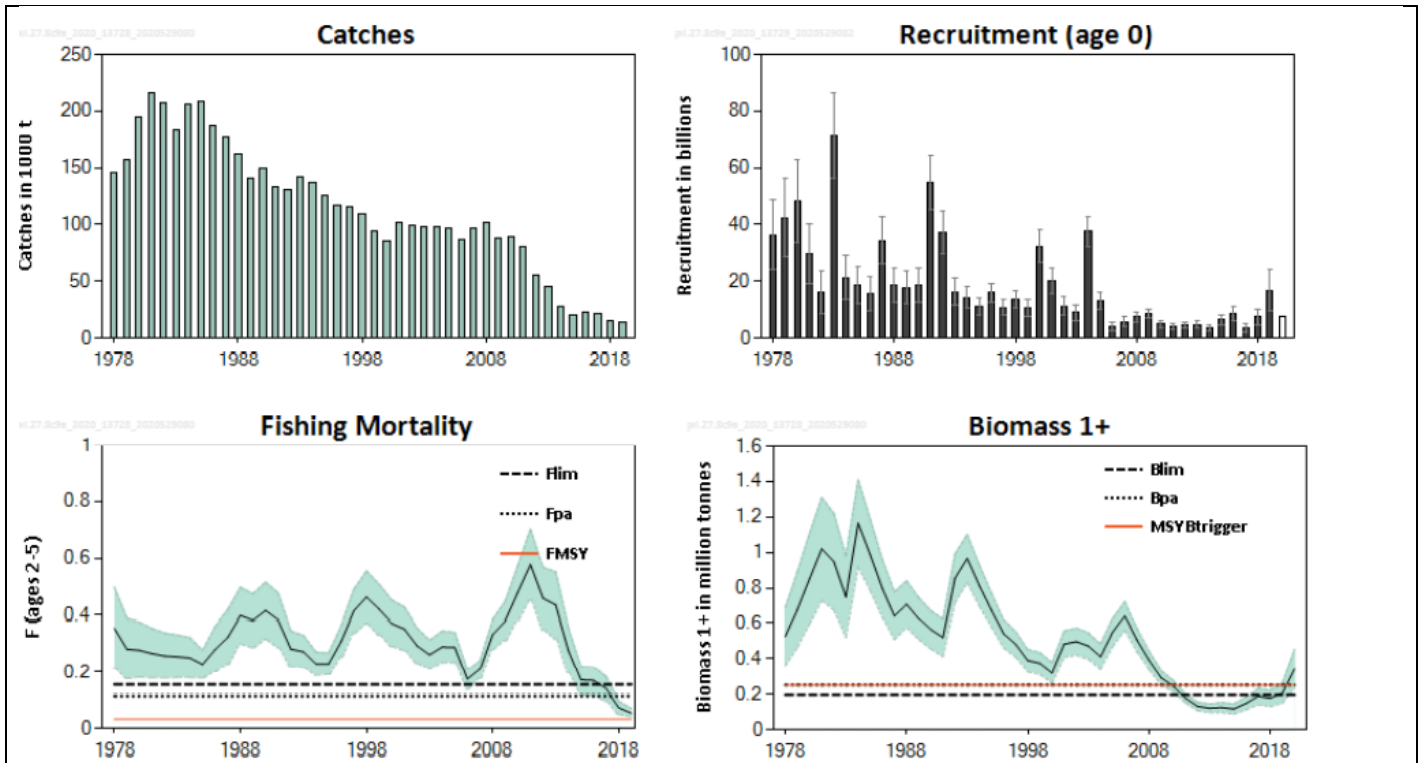 Catches
250
200
150
100
50
0
Catches in 1000 t
1978 1988 1998 2008 2018
Recruitment (age 0)
100
80
60
40
20
0
Recruitment in billions
1978 1988 1998 2008 2018
Fishing Mortality
1
0.8
0.6
0.4
0.2
0
F (ages 2-5)
Flim
Fpa
FMSY
1978 1988 1998 2008 2018
Biomass 1+
1.6
1.4
1.2
1
0.8
0.6
0.4
0.2
0
Biomass 1+ in million tonnes
Blim
Bpa
MSYBtrigger
1978 1988 1998 2008 2018